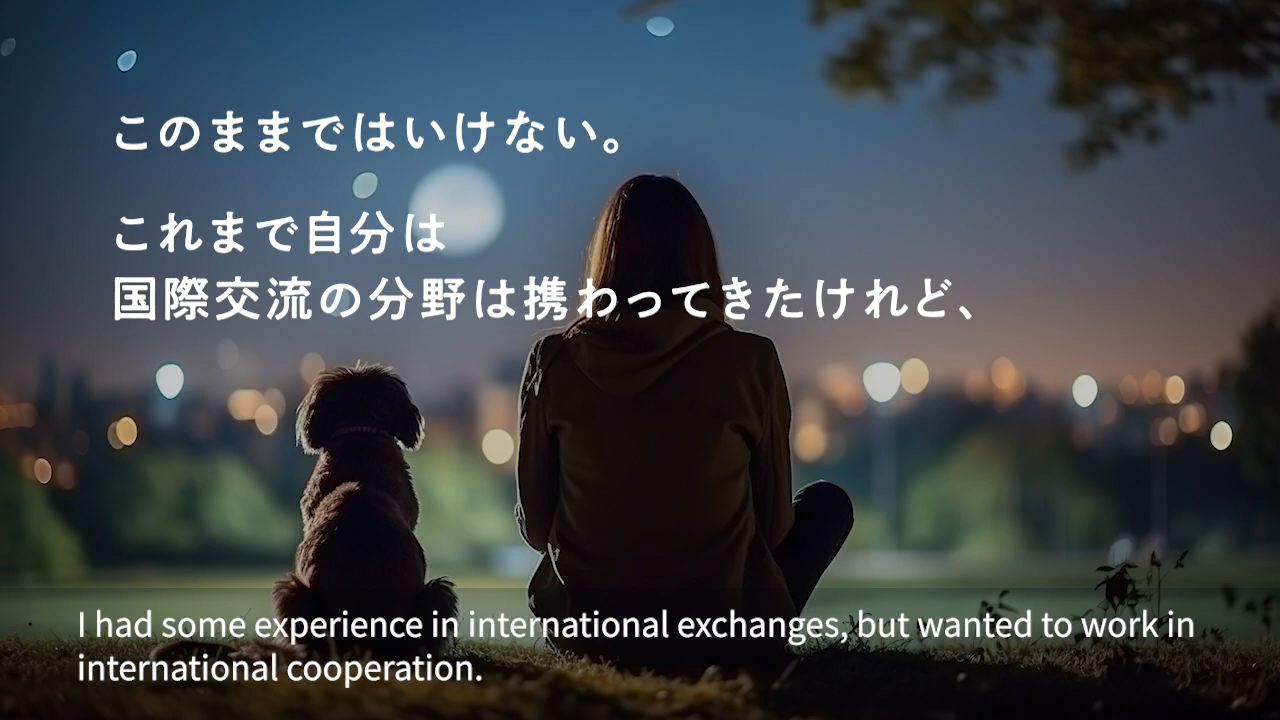 このままではいけない。
これまで自分は
国際交流の分野は携わってきたけれど、
I had some experience in international exchanges, but wanted to work in
international cooperation.